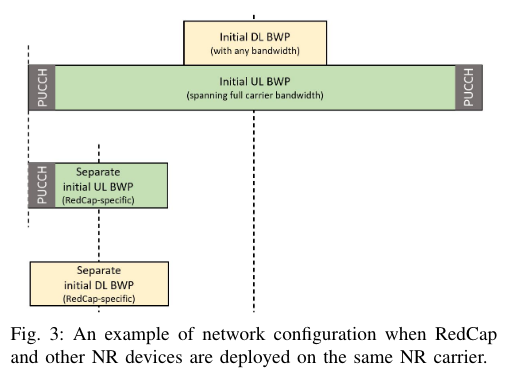 Initial DL BWP
(with any bandwidth)
PUCCH
Initial UL BWP
(spanning full carrier bandwidth)
PUCCH
PUCCH
Separate
initial UL BWP
(RedCap-specific)
Separate
initial DL BWP
(RedCap-specific)
Fig. 3: An example of network configuration when RedCap
and other NR devices are deployed on the same NR carrier.